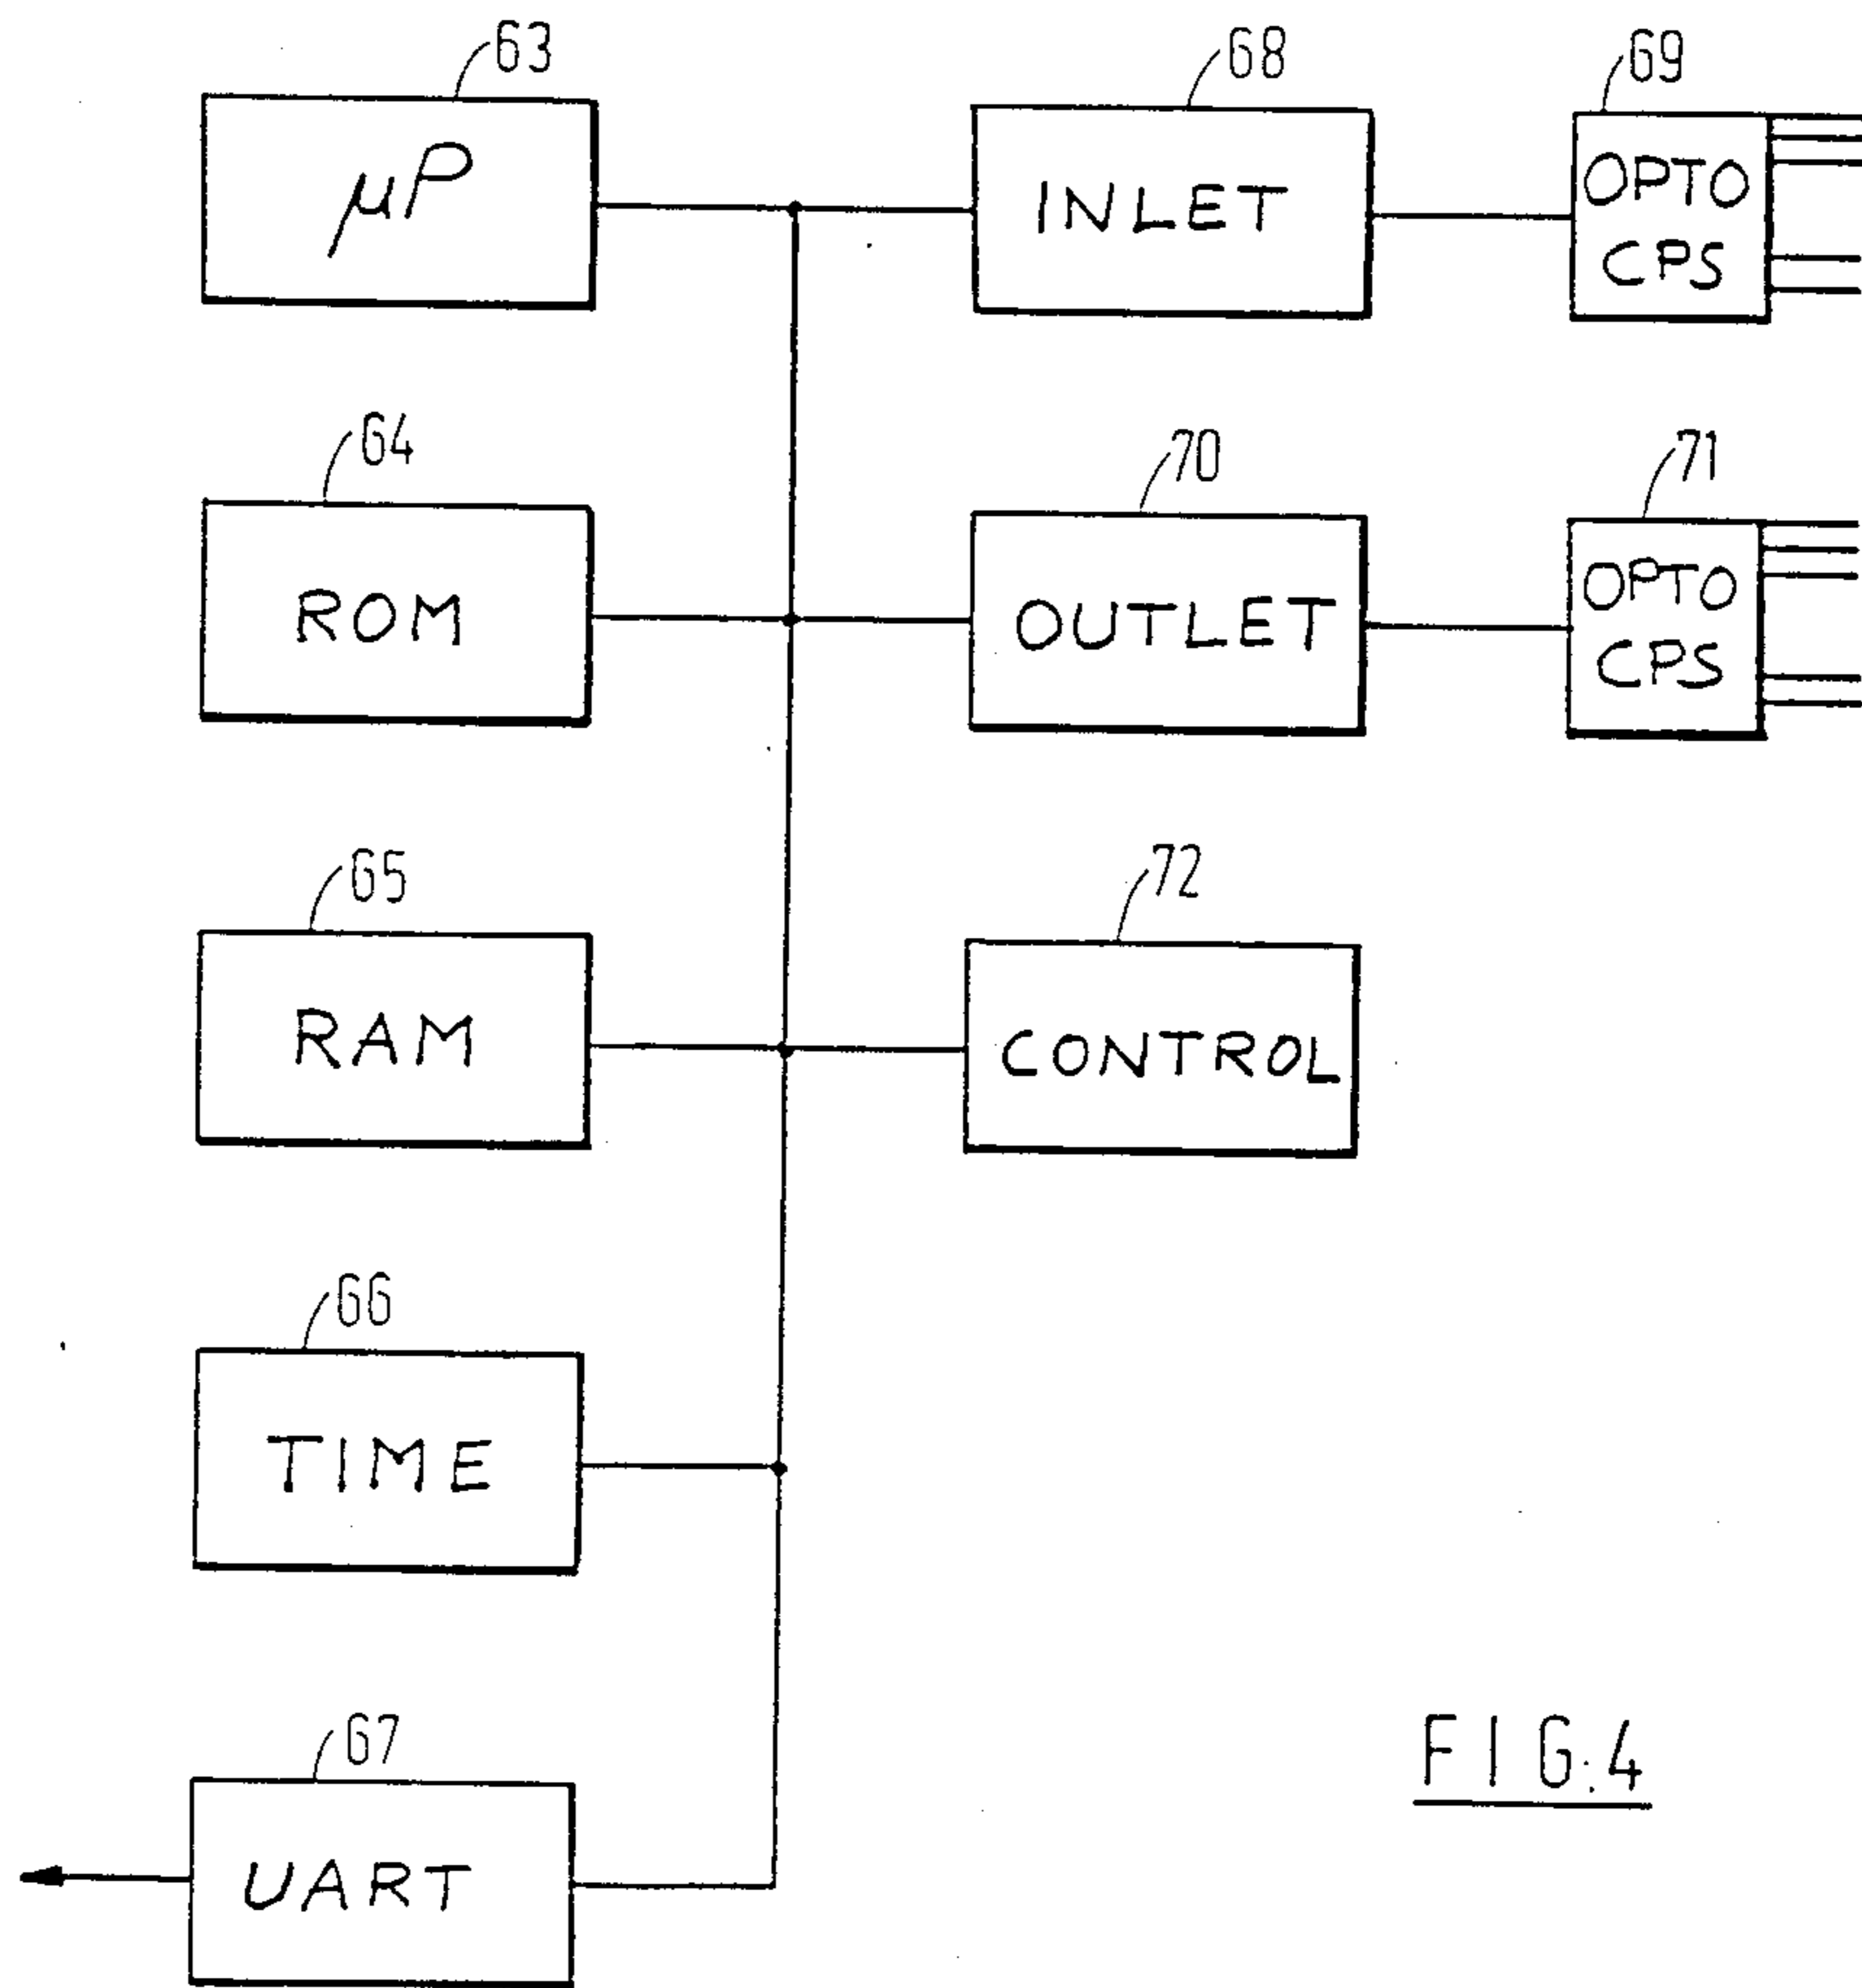 63
68
69
µP
INLET
OPTO
CPS
64
70
71
ROM
OUTLET
OPTO
CPS
65
72
RAM
CONTROL
66
TIME
67
UART
FIG.4